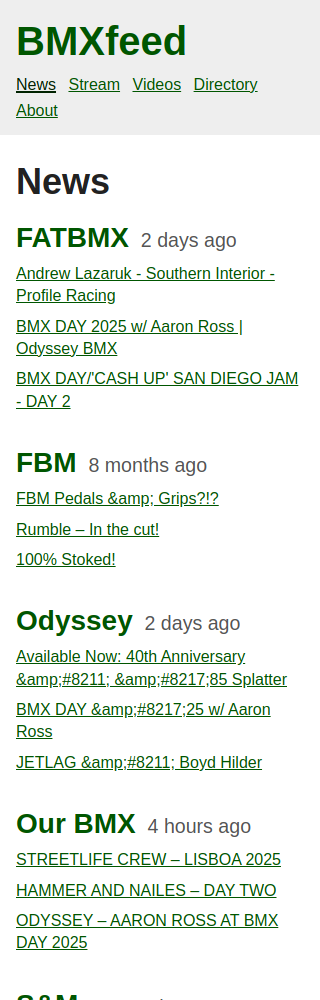 BMXfeed
News Stream Videos Directory
About
News
FATBMX 2 days ago
Andrew Lazaruk - Southern Interior -
Profile Racing
BMX DAY 2025 w/ Aaron Ross |
Odyssey BMX
BMX DAY/'CASH UP' SAN DIEGO JAM
- DAY 2
FBM 8 months ago
FBM Pedals &amp; Grips?!?
Rumble – In the cut!
100% Stoked!
Odyssey 2 days ago
Available Now: 40th Anniversary
&amp;#8211; &amp;#8217;85 Splatter
BMX DAY &amp;#8217;25 w/ Aaron
Ross
JETLAG &amp;#8211; Boyd Hilder
Our BMX 4 hours ago
STREETLIFE CREW – LISBOA 2025
HAMMER AND NAILES – DAY TWO
ODYSSEY – AARON ROSS AT BMX
DAY 2025